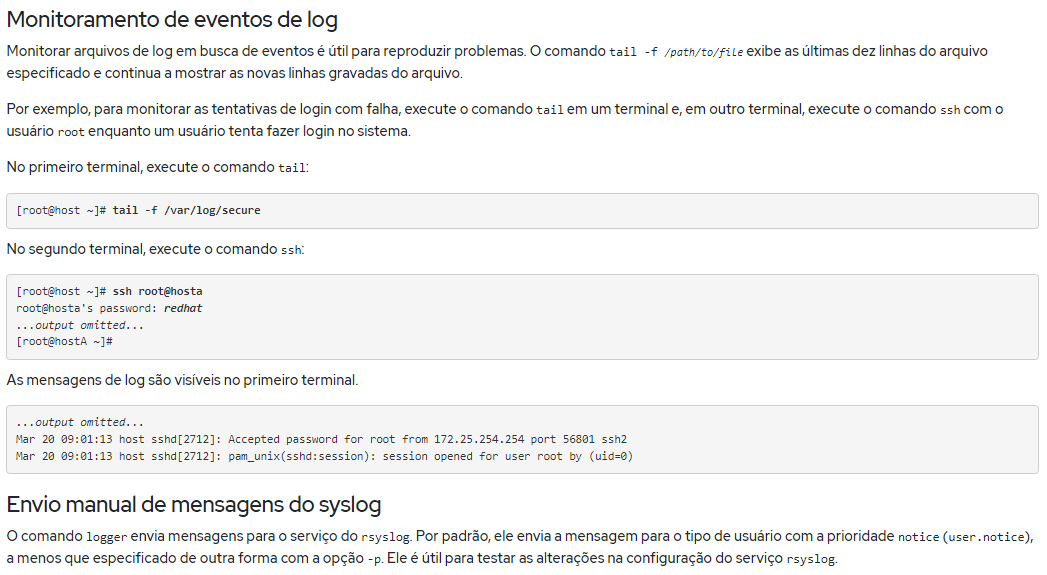 Monitoramento de eventos de log
Monitorar arquivos de log em busca de eventos é útil para reproduzir problemas. O comando tail -f /path/to/file exibe as últimas dez linhas do arquivo
especificado e continua a mostrar as novas linhas gravadas do arquivo.
Por exemplo, para monitorar as tentativas de login com falha, execute o comando tail em um terminal e, em outro terminal, execute o comando ssh com o
usuário root enquanto um usuário tenta fazer login no sistema.
No primeiro terminal, execute o comando tail:
[root@host ~]# tail -f /var/log/secure
No segundo terminal, execute o comando ssh:
[root@host ~]# ssh root@hosta
root@hosta's password: redhat
...output omitted...
[root@hostA ~]#
As mensagens de log são visíveis no primeiro terminal.
...output omitted...
Mar 20 09:01:13 host sshd[2712]: Accepted password for root from 172.25.254.254 port 56801 ssh2
Mar 20 09:01:13 host sshd[2712]: pam_unix(sshd:session): session opened for user root by (uid=0)
Envio manual de mensagens do syslog
O comando logger envia mensagens para o serviço do rsyslog. Por padrão, ele envia a mensagem para o tipo de usuário com a prioridade notice (user.notice),
a menos que especificado de outra forma com a opção -p. Ele é útil para testar as alterações na configuração do serviço rsyslog.